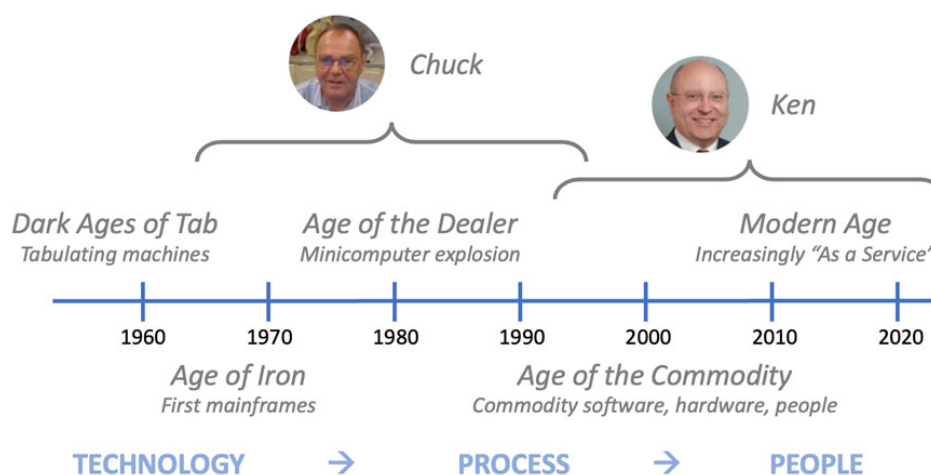 Chuck
Ken
Dark Ages of Tab
Tabulating machines
Age of the Dealer
Minicomputer explosion
Modern Age
Increasingly “As a Service”
1960
1970
1980
1990
2000
2010
2020
Age of Iron
First mainframes
Age of the Commodity
Commodity software, hardware, people
TECHNOLOGY → PROCESS → PEOPLE